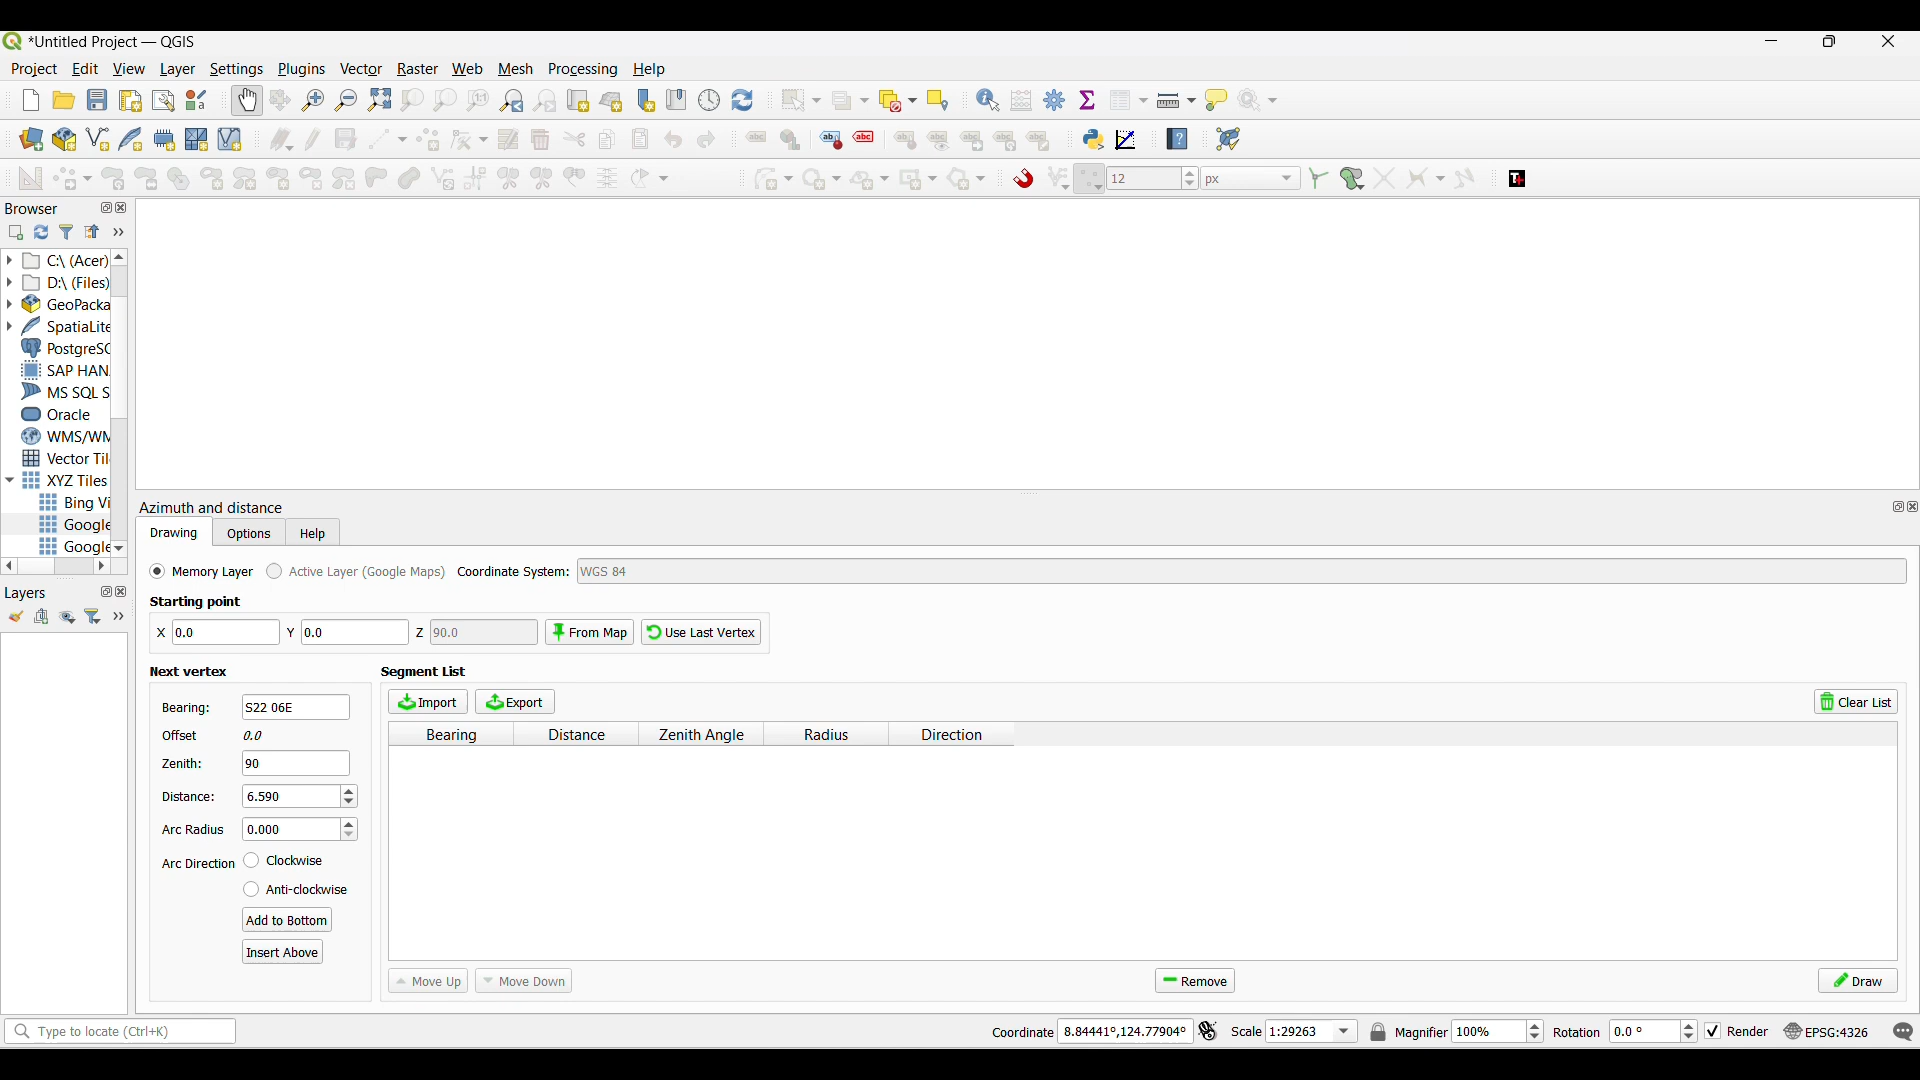 *Untitled Project — QGIS
Project Edit View Layer Settings Plugins Vector Raster Web Mesh Processing Help
12 px
Browser
C:\ (Acer)
D:\ (Files)
GeoPacka
SpatiaLite
PostgreSC
SAP HAN
MS SQL S
Oracle
WMS/WM
Vector Til
XYZ Tiles
Bing Vi
Google
Google
Layers
Azimuth and distance
Drawing Options Help
Memory Layer Active Layer (Google Maps) Coordinate System: WGS 84
Starting point
X 0.0 Y 0.0 Z 90.0 From Map Use Last Vertex
Next vertex
Bearing: S22 06E
Offset 0.0
Zenith: 90
Distance: 6.590
Arc Radius 0.000
Arc Direction Clockwise
Anti-clockwise
Add to Bottom
Insert Above
Segment List
Import Export Clear List
Bearing Distance Zenith Angle Radius Direction
Move Up Move Down Remove Draw
Type to locate (Ctrl+K) Coordinate 8.84441°,124.77904° Scale 1:29263 Magnifier 100% Rotation 0.0 ° Render EPSG:4326